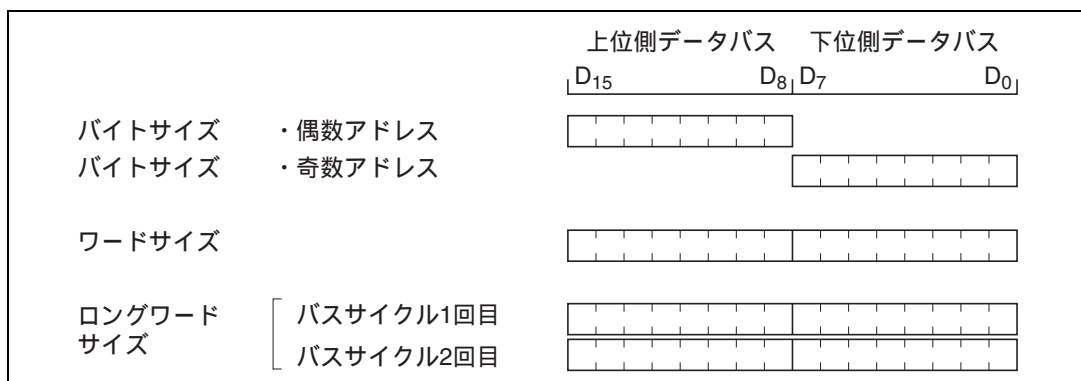 上位側データバス 下位側データバス
D15 D8 D7 D0
バイトサイズ ・偶数アドレス
バイトサイズ ・奇数アドレス
ワードサイズ
ロングワード
サイズ
バスサイクル1回目
バスサイクル2回目